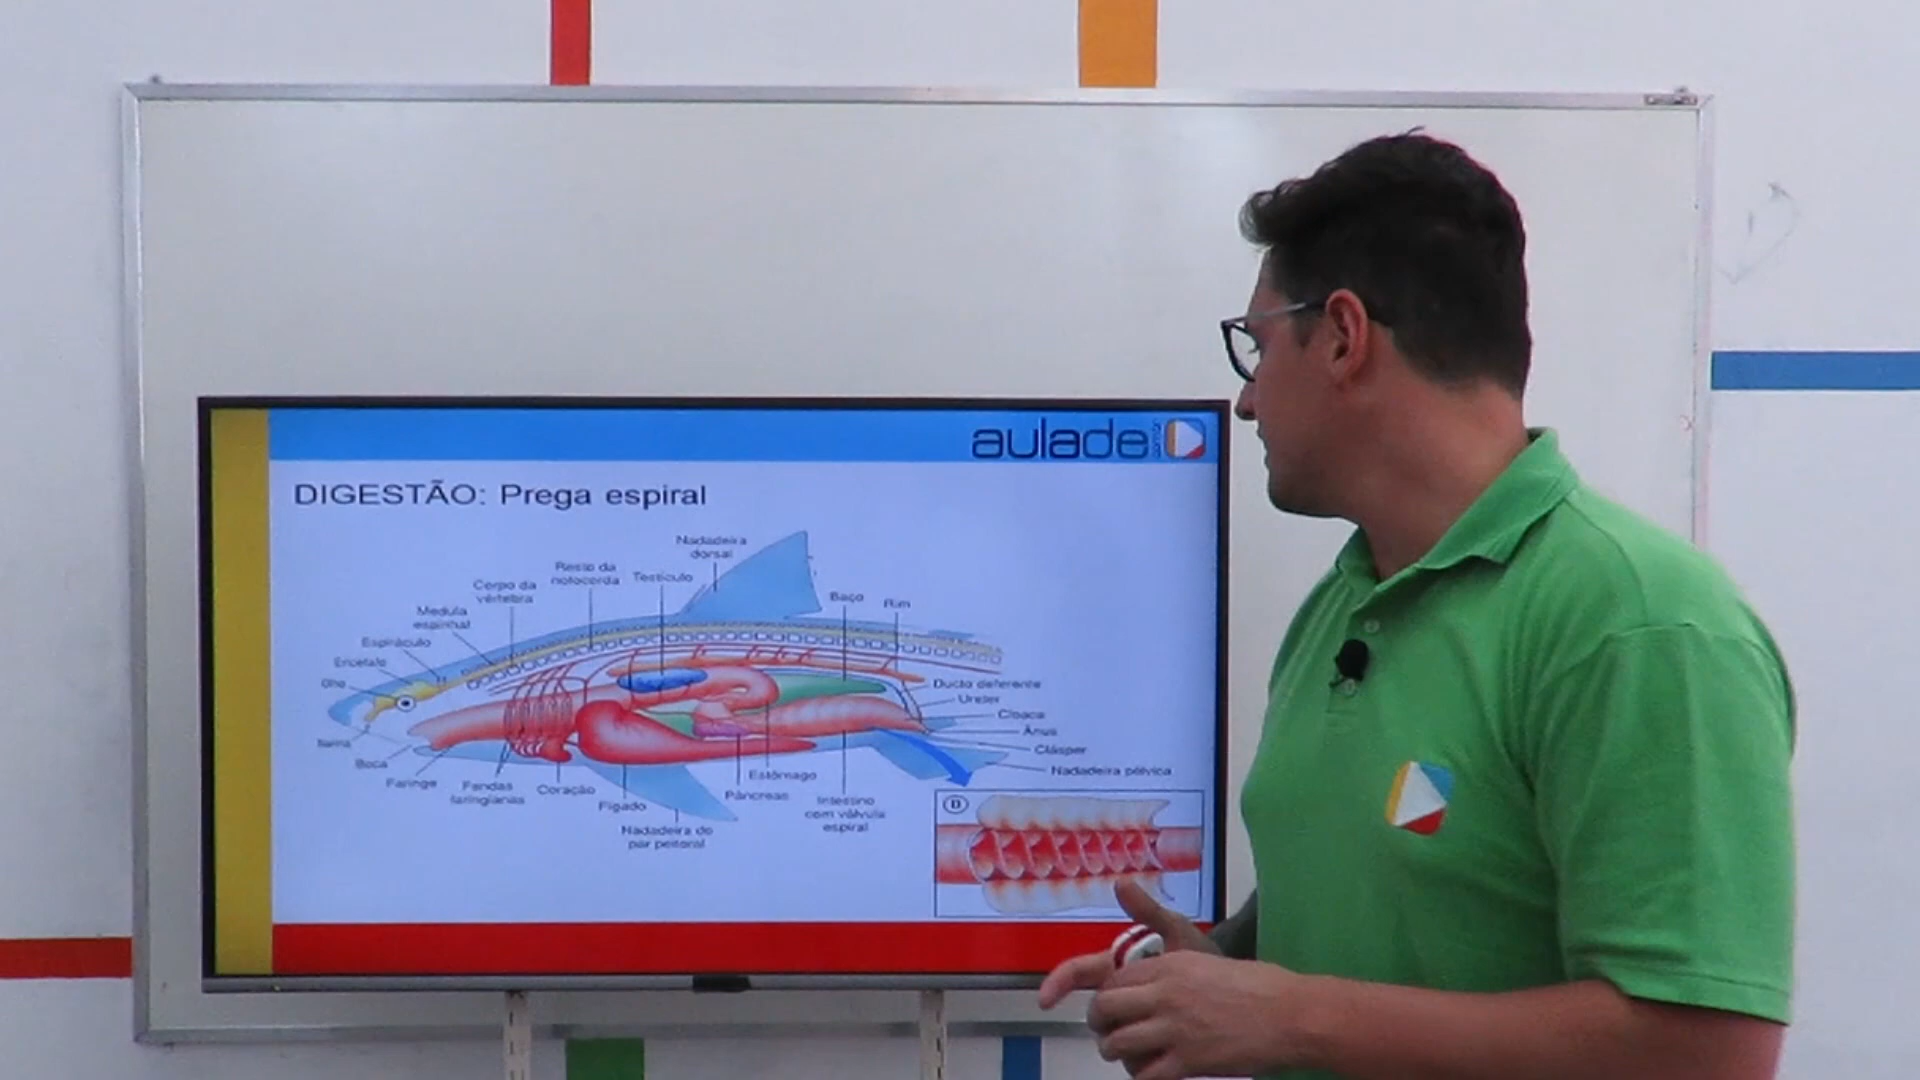 aulade
DIGESTÃO: Prega espiral
Nadadeira
dorsal
Resto da
notocorda
Testículo
Corpo da
vértebra
Baço
Rim
Medula
espinhal
Espiráculo
Encéfalo
Olho
Ducto deferente
Ureter
Cloaca
Ânus
Narina
Clásper
Boca
Nadadeira pélvica
Faringe
Fendas
faringianas
Coração
Fígado
Estômago
Pâncreas
Intestino
com válvula
espiral
Nadadeira do
par peitoral
D